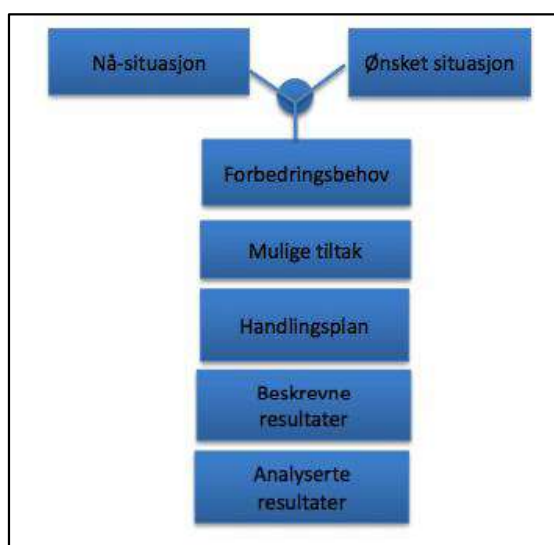 Nå-situasjon
Ønsket situasjon
Forbedringsbehov
Mulige tiltak
Handlingsplan
Beskrevne
resultater
Analyserte
resultater